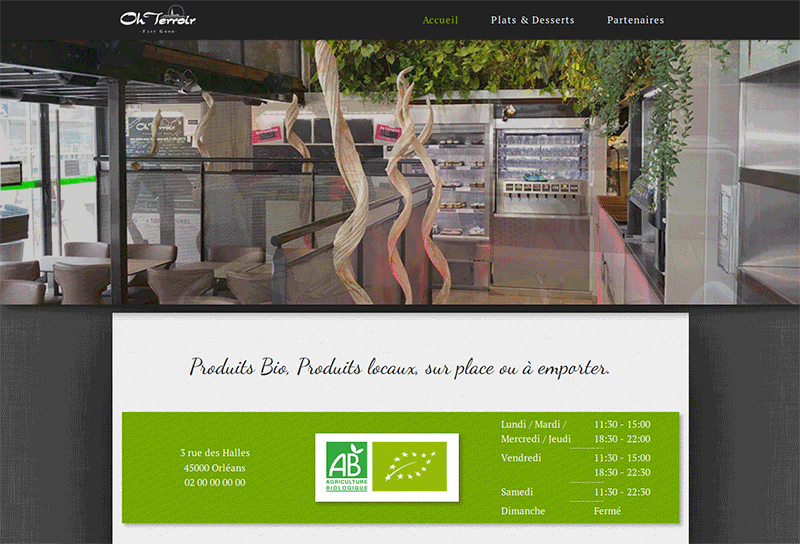 Oh Terroir
Fast Good
Accueil
Plats & Desserts
Partenaires
Oh Terroir
Produits Bio, Produits locaux, sur place ou à emporter.
3 rue des Halles
45000 Orléans
02 00 00 00 00
AB
AGRICULTURE
BIOLOGIQUE
Lundi / Mardi / 11:30 - 15:00
Mercredi / Jeudi 18:30 - 22:00
Vendredi 11:30 - 15:00
18:30 - 22:30
Samedi 11:30 - 22:30
Dimanche Fermé